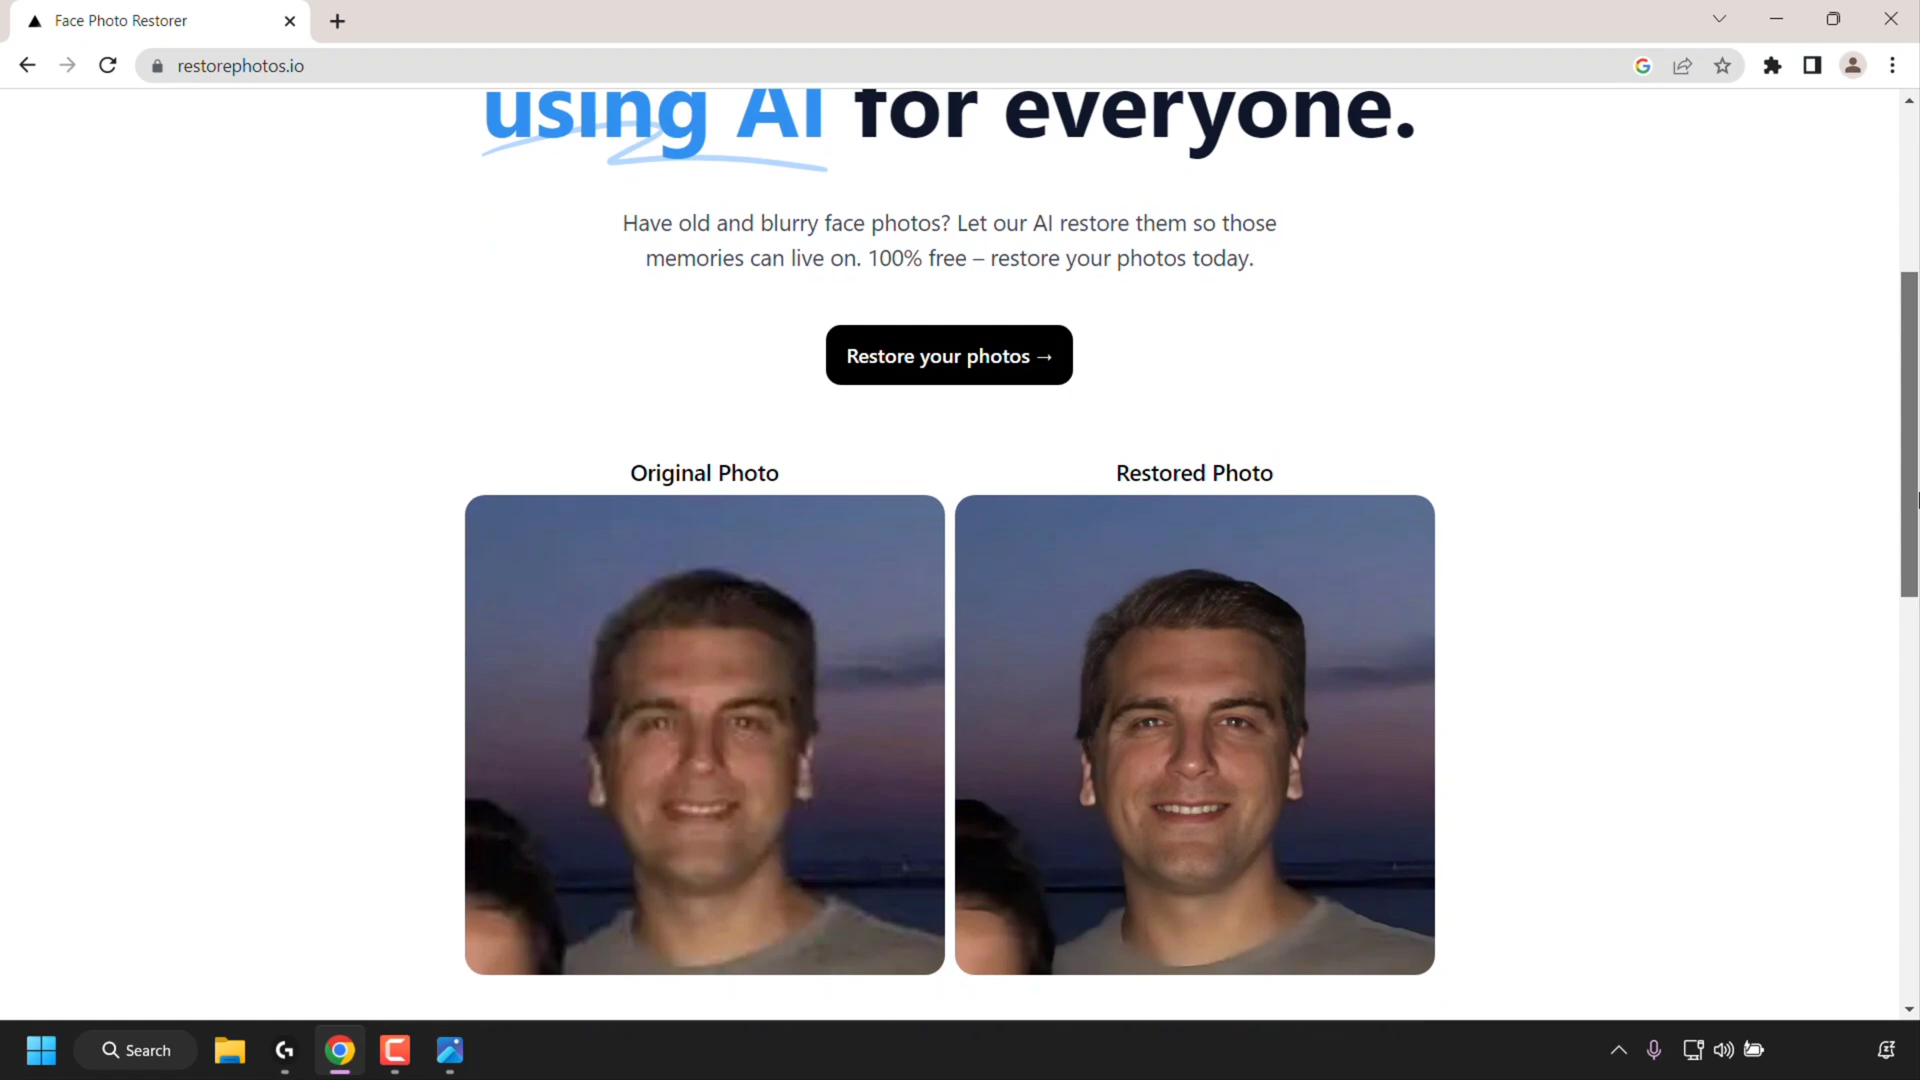 Face Photo Restorer
restorephotos.io
using AI for everyone.
Have old and blurry face photos? Let our AI restore them so those
memories can live on. 100% free – restore your photos today.
Restore your photos →
Original Photo
Restored Photo
Search